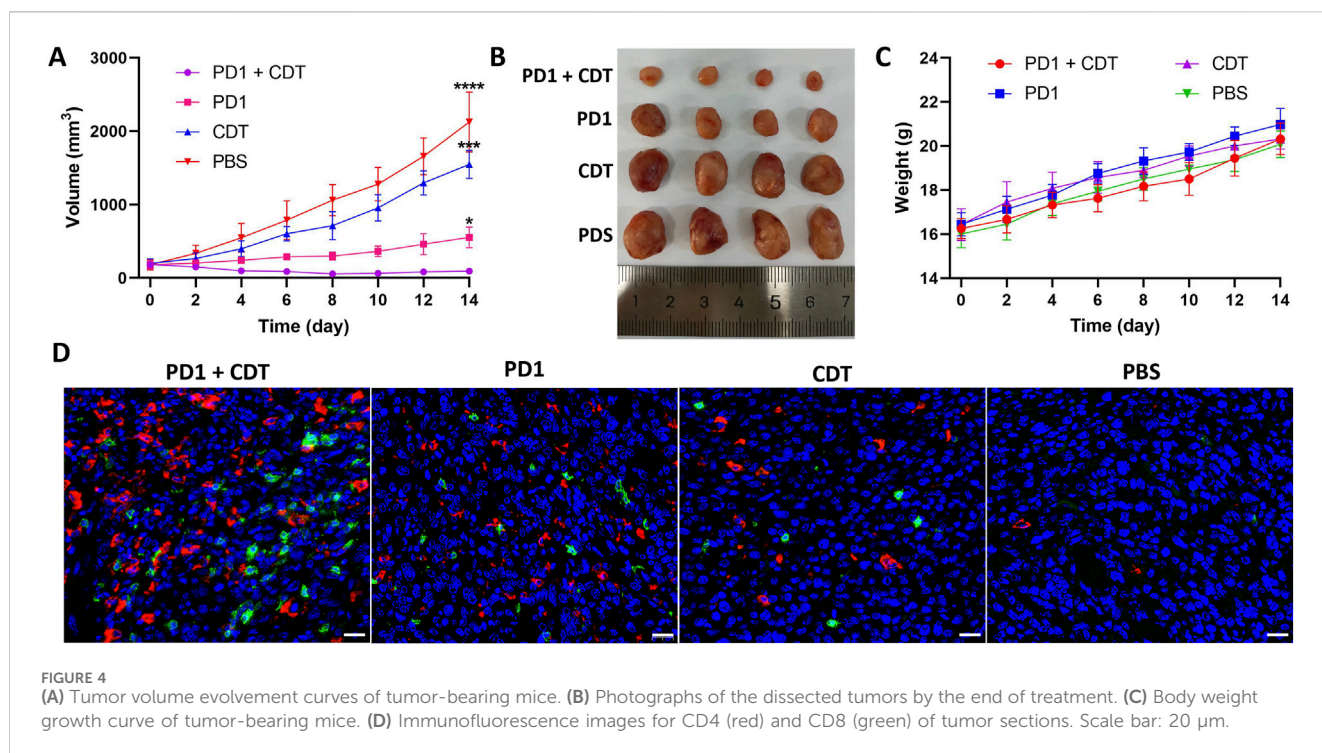 A
3000
2000
1000
0
Volume (mm³)
PD1 + CDT
PD1
CDT
PBS
****
***
*
0 2 4 6 8 10 12 14
Time (day)
B
PD1 + CDT
PD1
CDT
PDS
1 2 3 4 5 6 7
C
22
20
18
16
14
Weight (g)
PD1 + CDT CDT
PD1 PBS
0 2 4 6 8 10 12 14
Time (day)
D
PD1 + CDT PD1 CDT PBS
FIGURE 4
(A) Tumor volume evolvement curves of tumor-bearing mice. (B) Photographs of the dissected tumors by the end of treatment. (C) Body weight
growth curve of tumor-bearing mice. (D) Immunofluorescence images for CD4 (red) and CD8 (green) of tumor sections. Scale bar: 20 μm.